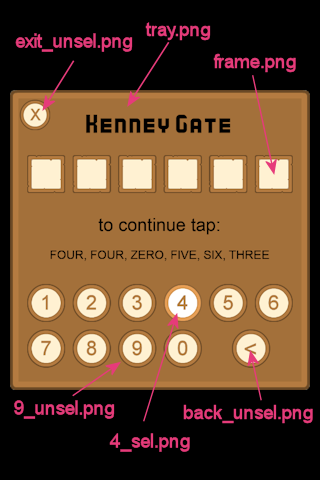 tray.png
exit_unsel.png
frame.png
X
KENNEY GATE
to continue tap:
FOUR, FOUR, ZERO, FIVE, SIX, THREE
1 2 3 4 5 6
7 8 9 0 <
9_unsel.png
back_unsel.png
4_sel.png